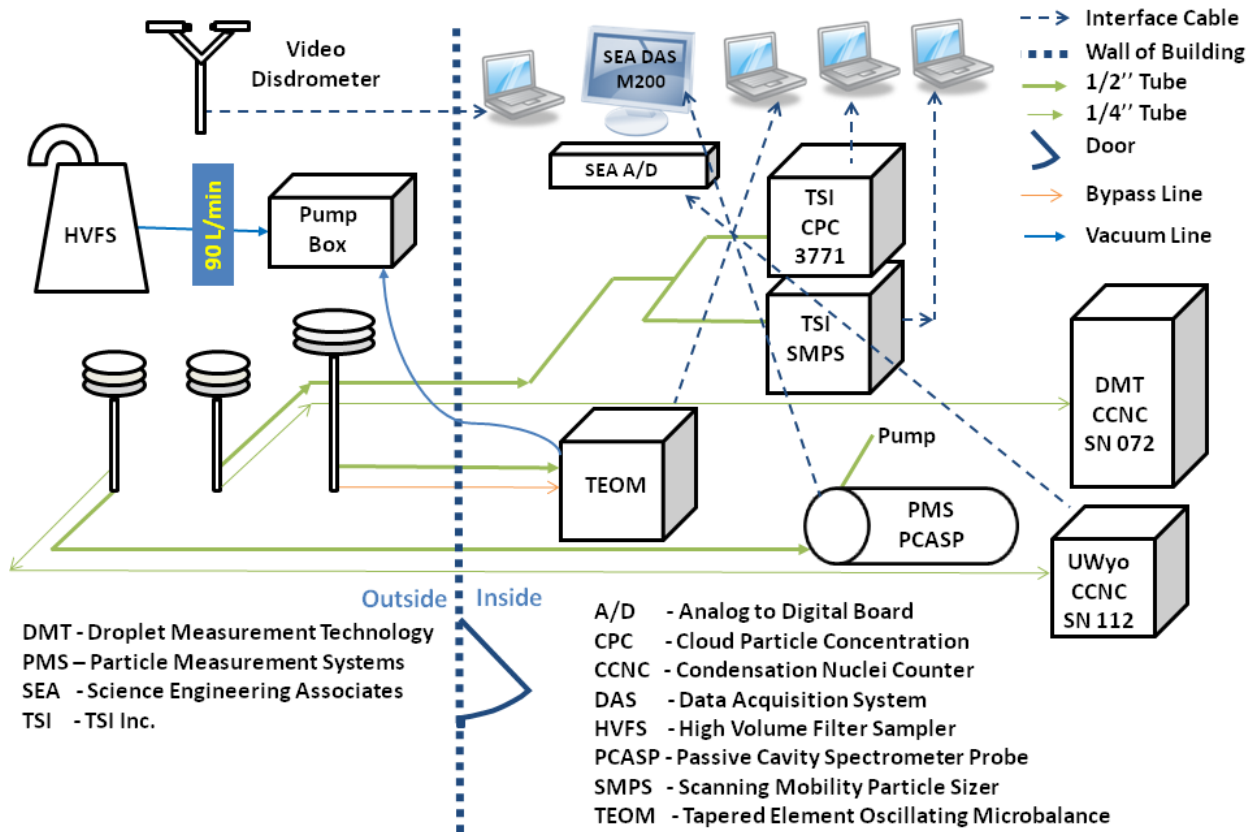 Video
Disdrometer
SEA DAS
M200
Interface Cable
Wall of Building
1/2’’ Tube
1/4’’ Tube
Door
Bypass Line
Vacuum Line
HVFS
90 L/min
Pump
Box
SEA A/D
TSI
CPC
3771
TSI
SMPS
DMT
CCNC
SN 072
TEOM
Pump
PMS
PCASP
UWyo
CCNC
SN 112
Outside
Inside
DMT - Droplet Measurement Technology
PMS – Particle Measurement Systems
SEA - Science Engineering Associates
TSI - TSI Inc.
A/D - Analog to Digital Board
CPC - Cloud Particle Concentration
CCNC - Condensation Nuclei Counter
DAS - Data Acquisition System
HVFS - High Volume Filter Sampler
PCASP - Passive Cavity Spectrometer Probe
SMPS - Scanning Mobility Particle Sizer
TEOM - Tapered Element Oscillating Microbalance